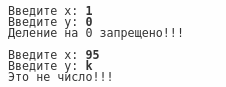 Введите x: 1
Введите y: 0
Деление на 0 запрещено!!!
Введите x: 95
Введите y: k
Это не число!!!